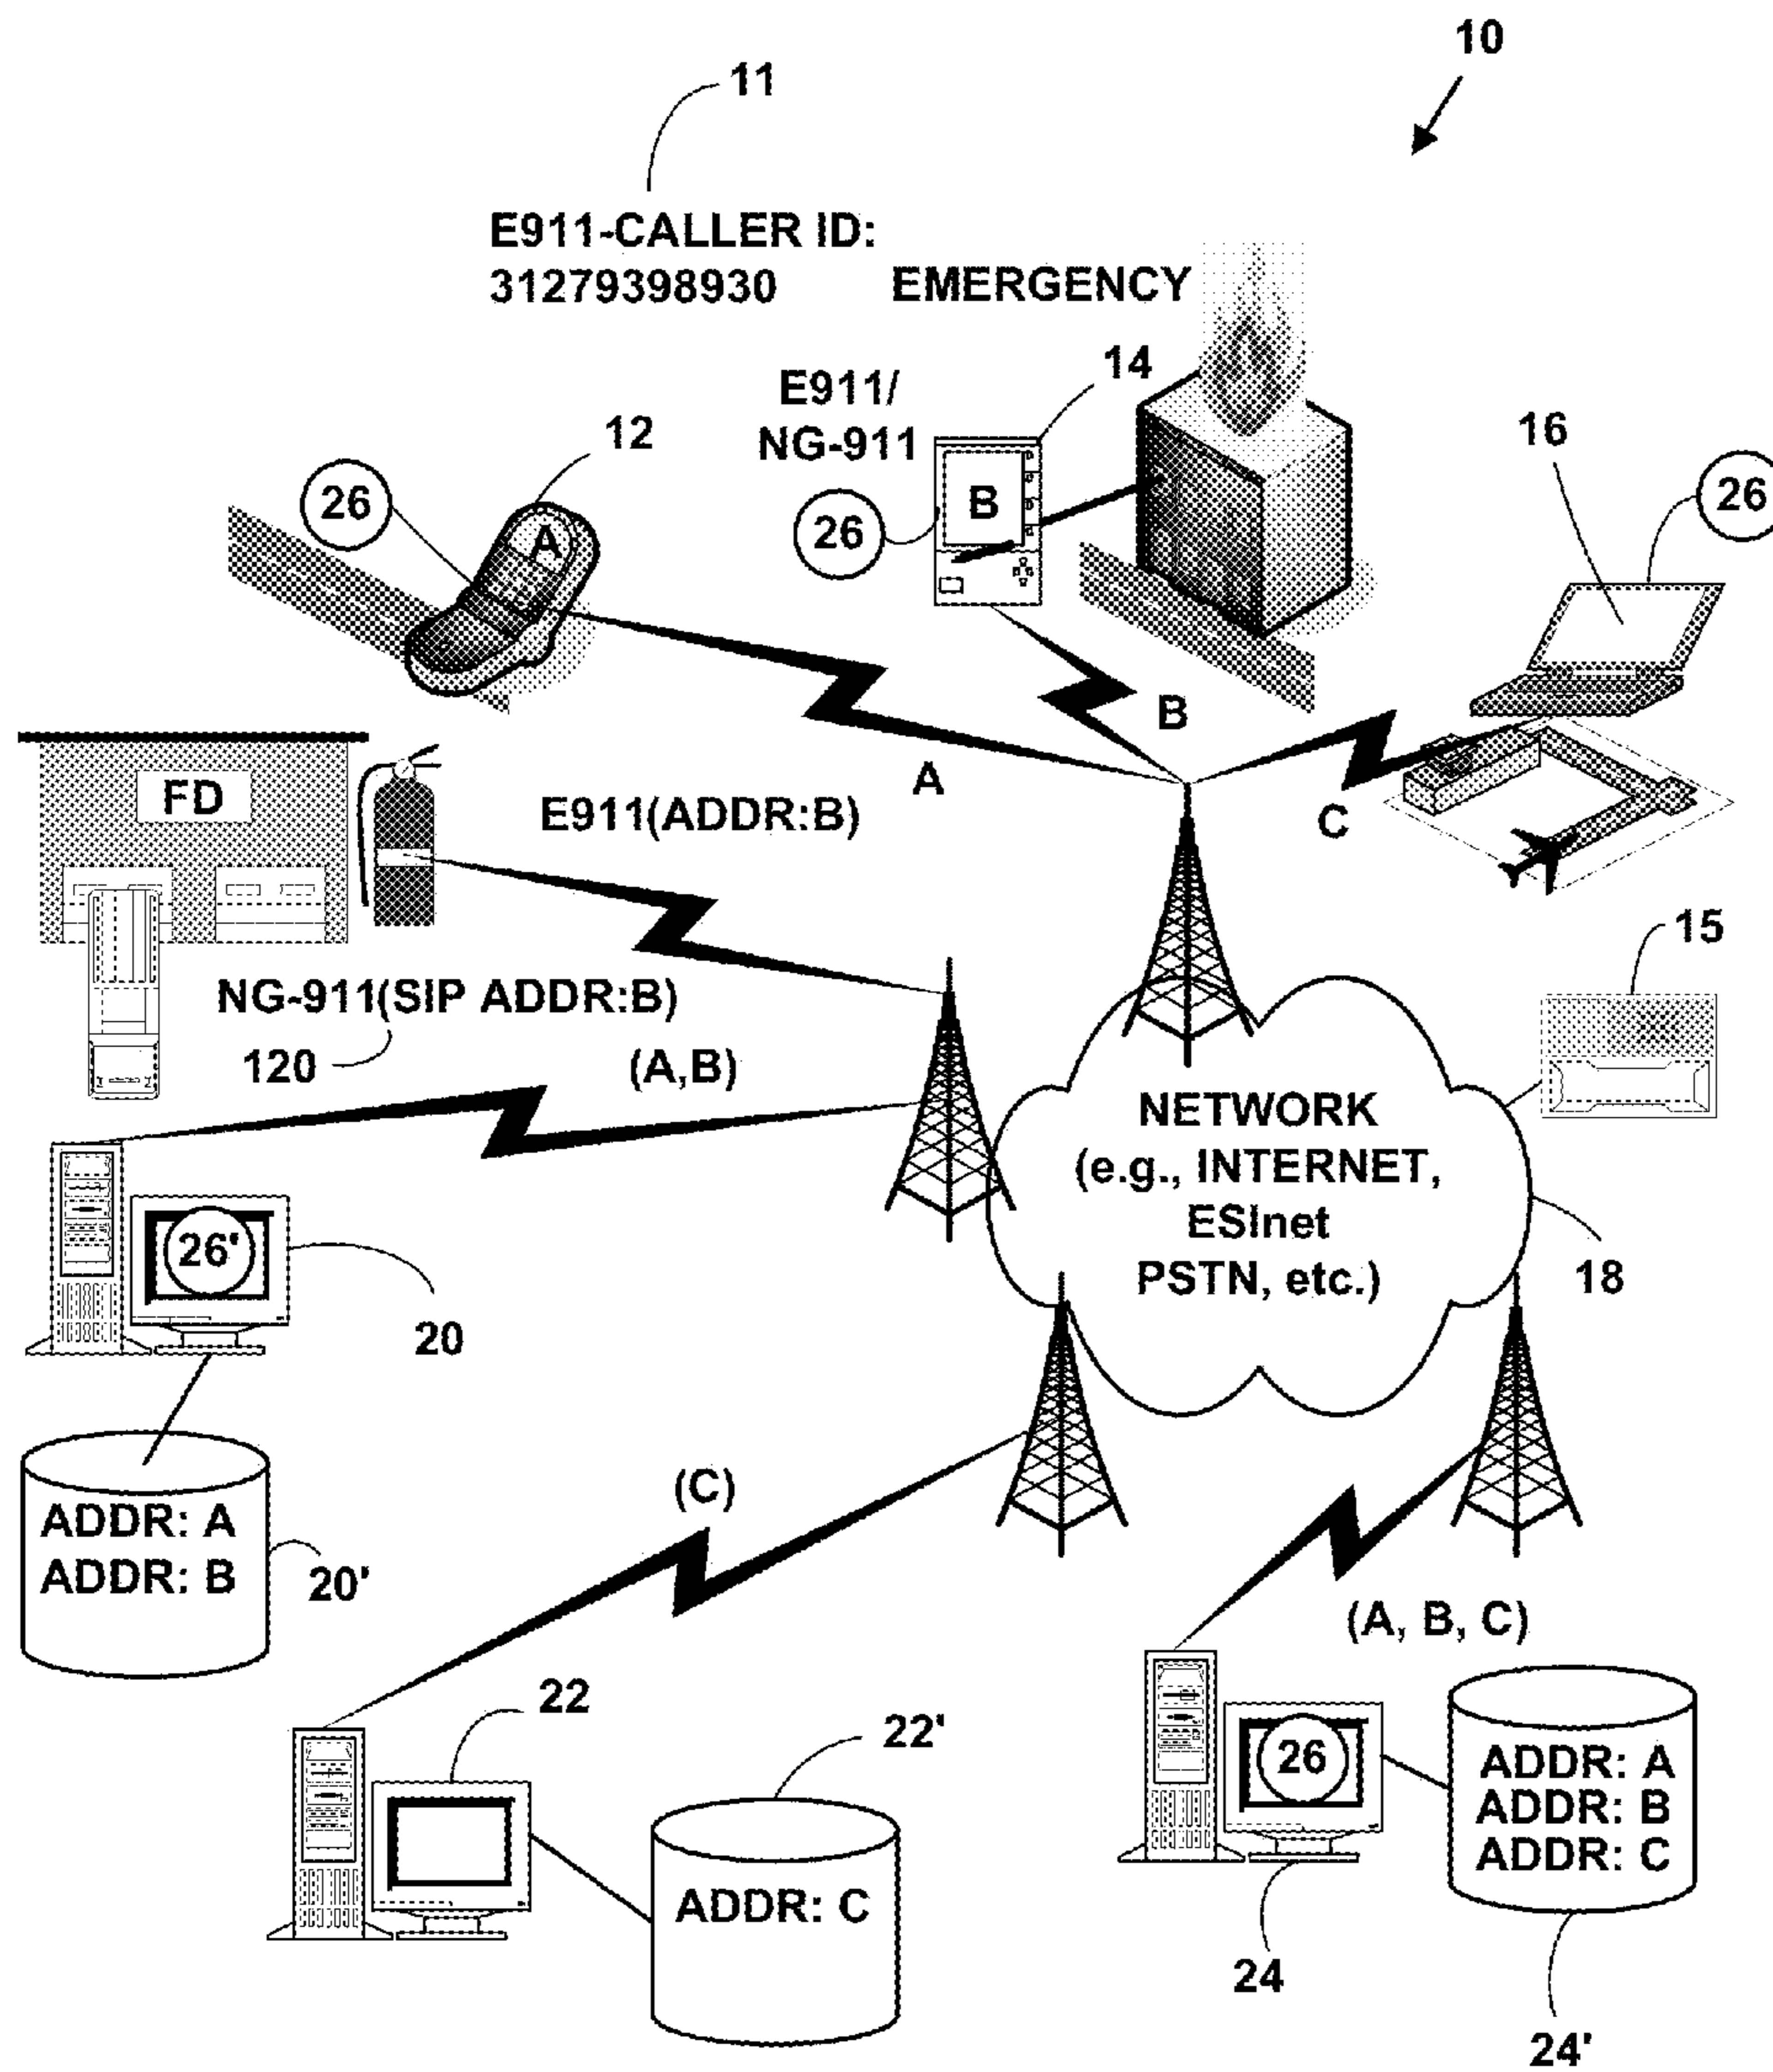 10
11
E911-CALLER ID:
31279398930
EMERGENCY
E911/
NG-911
14
12
16
26
A
26
B
26
B
A
C
FD
E911(ADDR:B)
15
NG-911(SIP ADDR:B)
120
(A,B)
NETWORK
(e.g., INTERNET,
ESInet
PSTN, etc.)
18
26'
20
ADDR: A
ADDR: B
20'
(C)
(A, B, C)
22
22'
ADDR: C
26
ADDR: A
ADDR: B
ADDR: C
24
24'